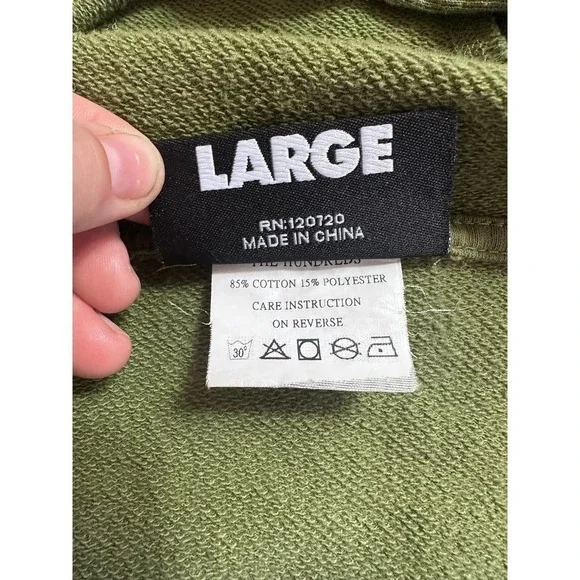 LARGE
RN:120720
MADE IN CHINA
THE HUNDREDS
85% COTTON 15% POLYESTER
CARE INSTRUCTION
ON REVERSE
30°